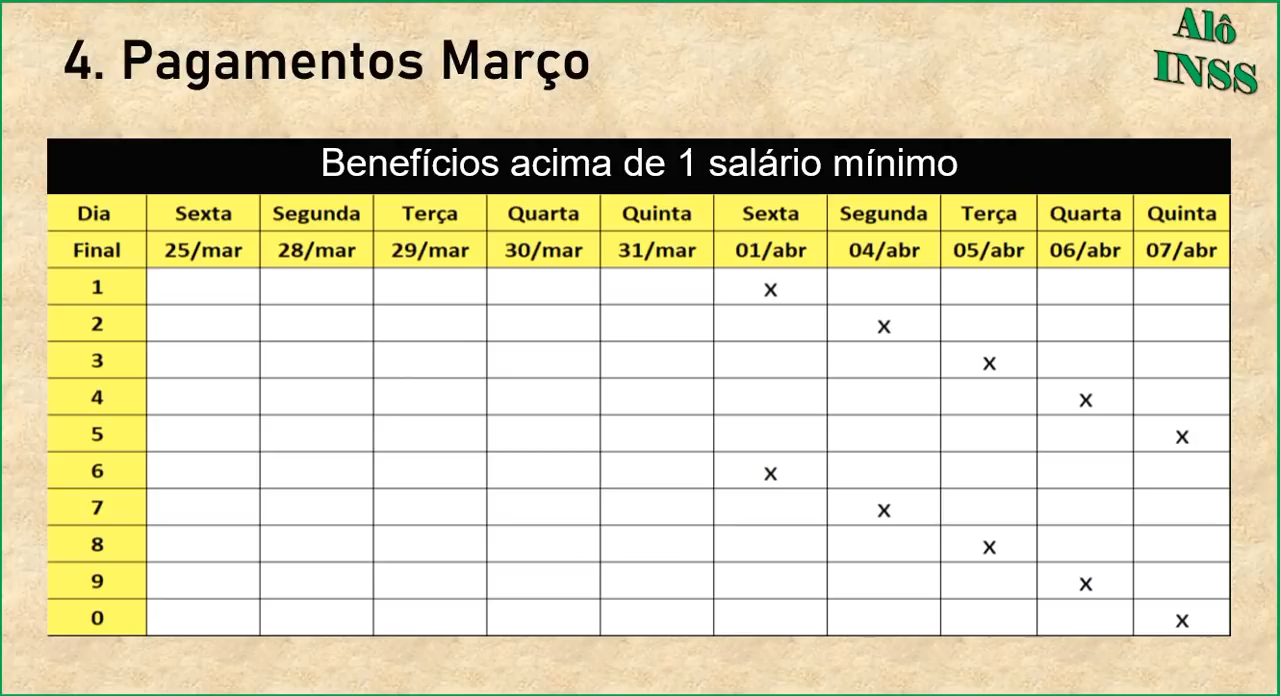 4. Pagamentos Março
Alô
INSS
Benefícios acima de 1 salário mínimo
Dia Sexta Segunda Terça Quarta Quinta Sexta Segunda Terça Quarta Quinta
Final 25/mar 28/mar 29/mar 30/mar 31/mar 01/abr 04/abr 05/abr 06/abr 07/abr
1 x
2 x
3 x
4 x
5 x
6 x
7 x
8 x
9 x
0 x